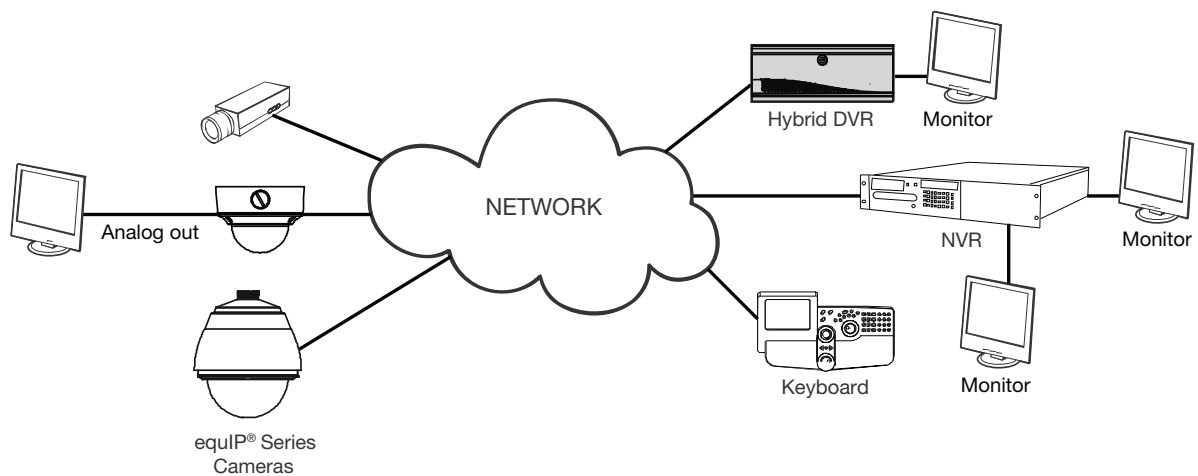 Hybrid DVR
Monitor
NETWORK
Analog out
NVR
Monitor
Keyboard
Monitor
equIP® Series
Cameras